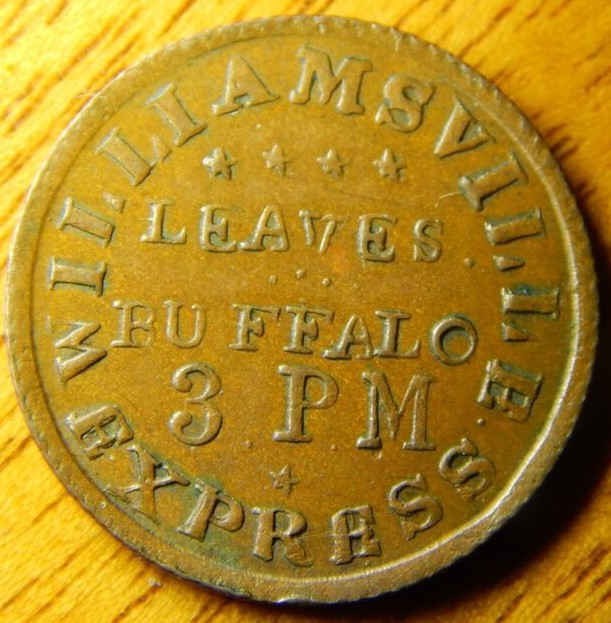 WILLIAMSVILLE
LEAVES.
BUFFALO
3 PM
EXPRESS